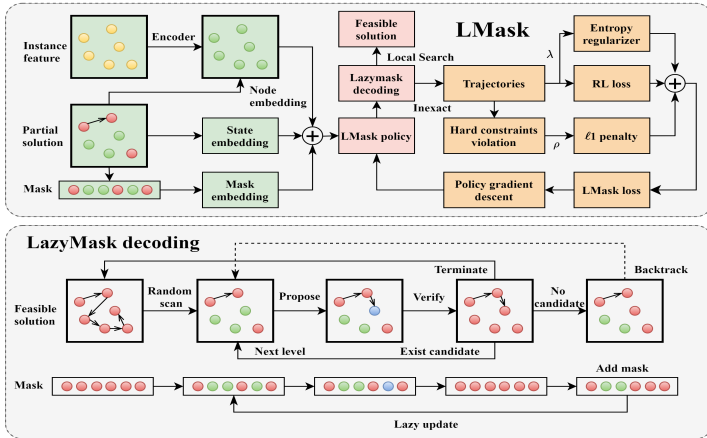 LMask
Instance
feature
Encoder
Node
embedding
Partial
solution
State
embedding
Mask
Mask
embedding
Feasible
solution
Local Search
Lazymask
decoding
Inexact
LMask policy
Trajectories
λ
Entropy
regularizer
RL loss
Hard constraints
violation
ρ
ℓ1 penalty
Policy gradient
descent
LMask loss
LazyMask decoding
Terminate
Backtrack
Feasible
solution
Random
scan
Propose
Verify
No
candidate
Next level
Exist candidate
Mask
Add mask
Lazy update